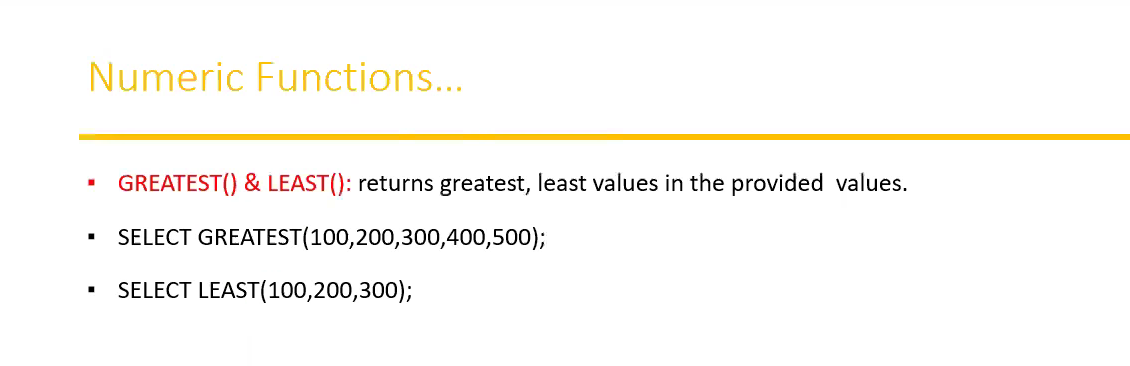 Numeric Functions...
▪ GREATEST() & LEAST(): returns greatest, least values in the provided  values.
▪ SELECT GREATEST(100,200,300,400,500);
▪ SELECT LEAST(100,200,300);